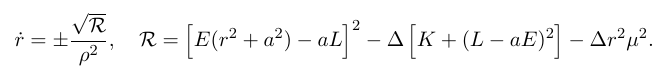 ṙ = ±√ℛ/ρ², ℛ = [E(r² + a²) − aL]² − Δ [K + (L − aE)²] − Δr²μ².